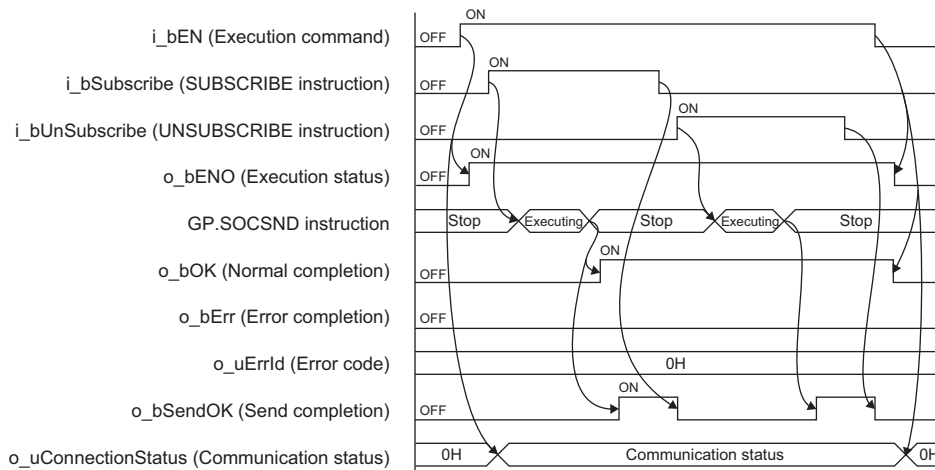 ON
i_bEN (Execution command) OFF
ON
i_bSubscribe (SUBSCRIBE instruction) OFF
ON
i_bUnSubscribe (UNSUBSCRIBE instruction) OFF
ON
o_bENO (Execution status) OFF
GP.SOCSND instruction Stop Executing Stop Executing Stop
ON
o_bOK (Normal completion) OFF
o_bErr (Error completion) OFF
o_uErrId (Error code) 0H
ON
o_bSendOK (Send completion) OFF
o_uConnectionStatus (Communication status) 0H Communication status 0H